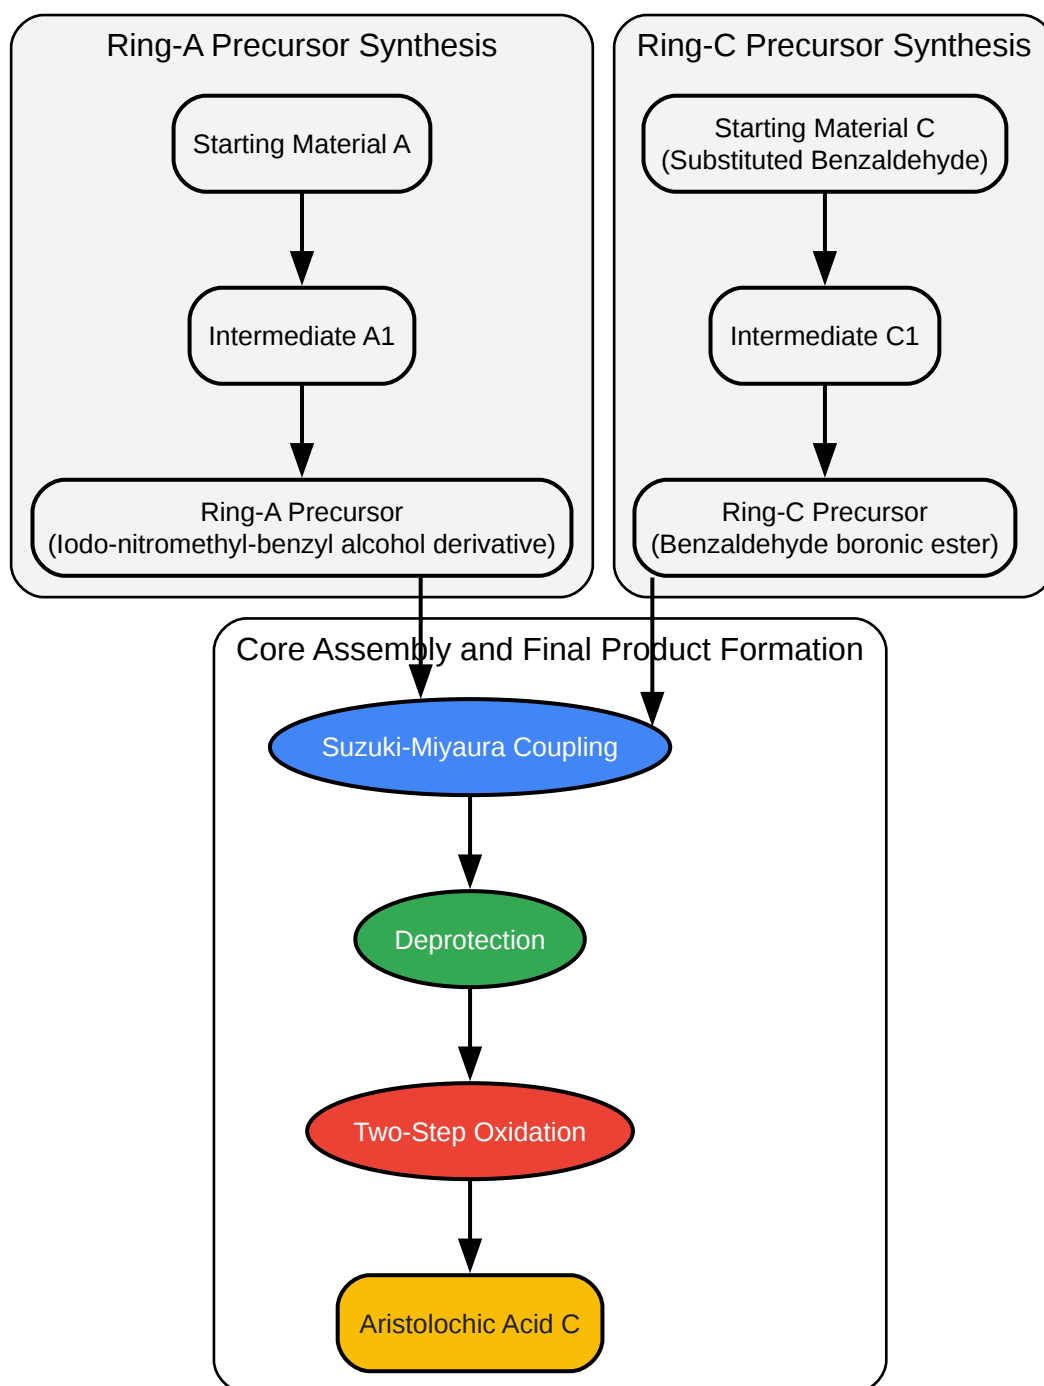 Ring-A Precursor Synthesis
Starting Material A
Intermediate A1
Ring-A Precursor
(Iodo-nitromethyl-benzyl alcohol derivative)
Ring-C Precursor Synthesis
Starting Material C
(Substituted Benzaldehyde)
Intermediate C1
Ring-C Precursor
(Benzaldehyde boronic ester)
Core Assembly and Final Product Formation
Suzuki-Miyaura Coupling
Deprotection
Two-Step Oxidation
Aristolochic Acid C